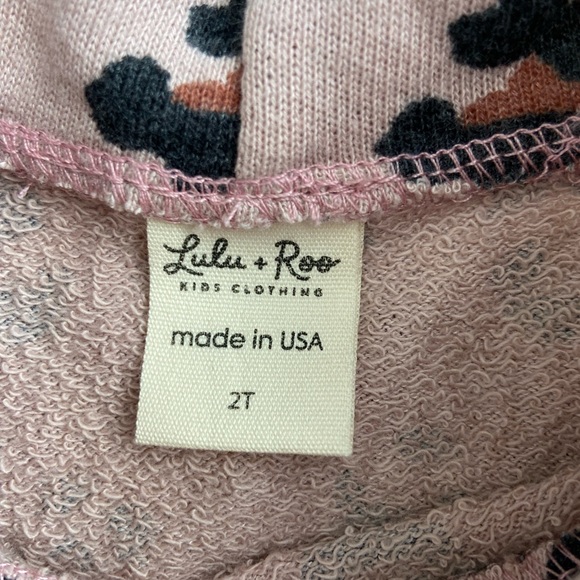 Lulu + Roo
KIDS CLOTHING
made in USA
2T